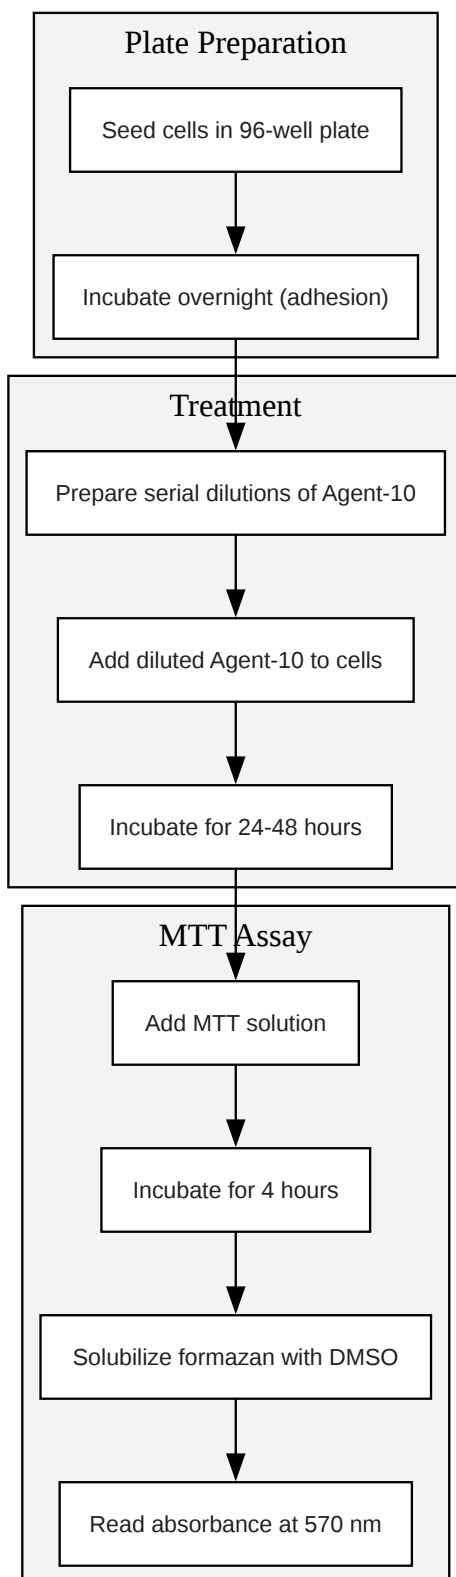 Plate Preparation
Seed cells in 96-well plate
Incubate overnight (adhesion)
Treatment
Prepare serial dilutions of Agent-10
Add diluted Agent-10 to cells
Incubate for 24-48 hours
MTT Assay
Add MTT solution
Incubate for 4 hours
Solubilize formazan with DMSO
Read absorbance at 570 nm